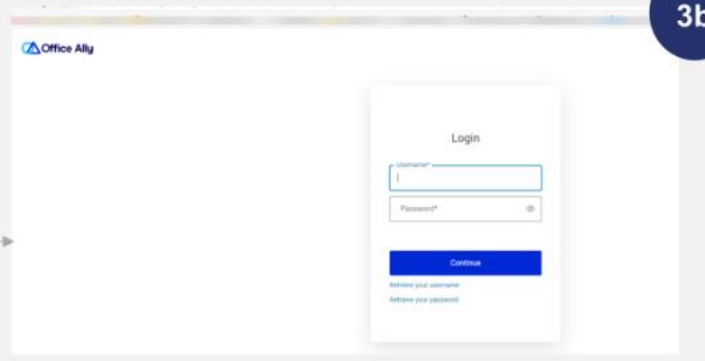 3b
Office Ally
Login
Username*
Password*
Continue
Retrieve your username
Retrieve your password